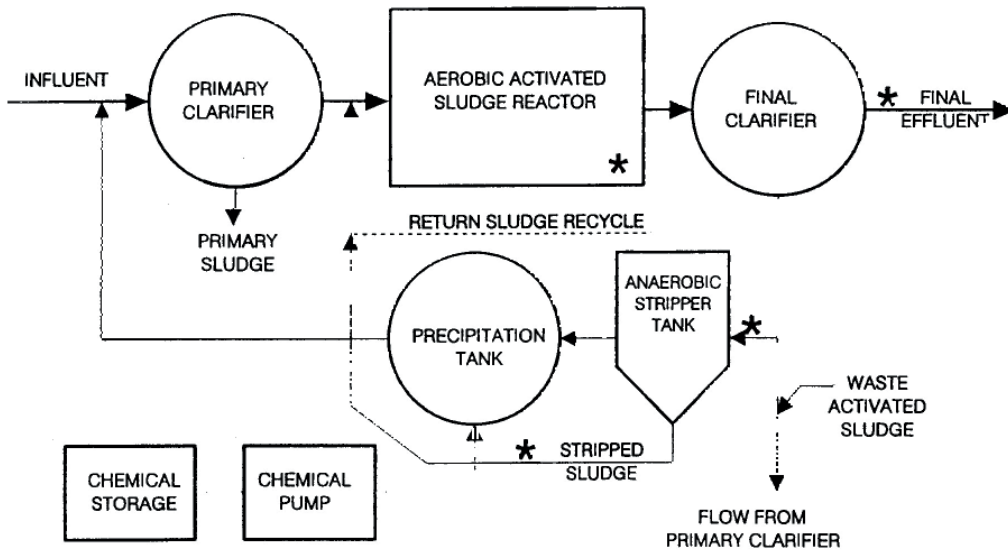 INFLUENT
PRIMARY
CLARIFIER
AEROBIC ACTIVATED
SLUDGE REACTOR
*
FINAL
CLARIFIER
* FINAL
EFFLUENT
PRIMARY
SLUDGE
RETURN SLUDGE RECYCLE
PRECIPITATION
TANK
ANAEROBIC
STRIPPER
TANK
*
WASTE
ACTIVATED
SLUDGE
* STRIPPED
SLUDGE
CHEMICAL
STORAGE
CHEMICAL
PUMP
FLOW FROM
PRIMARY CLARIFIER